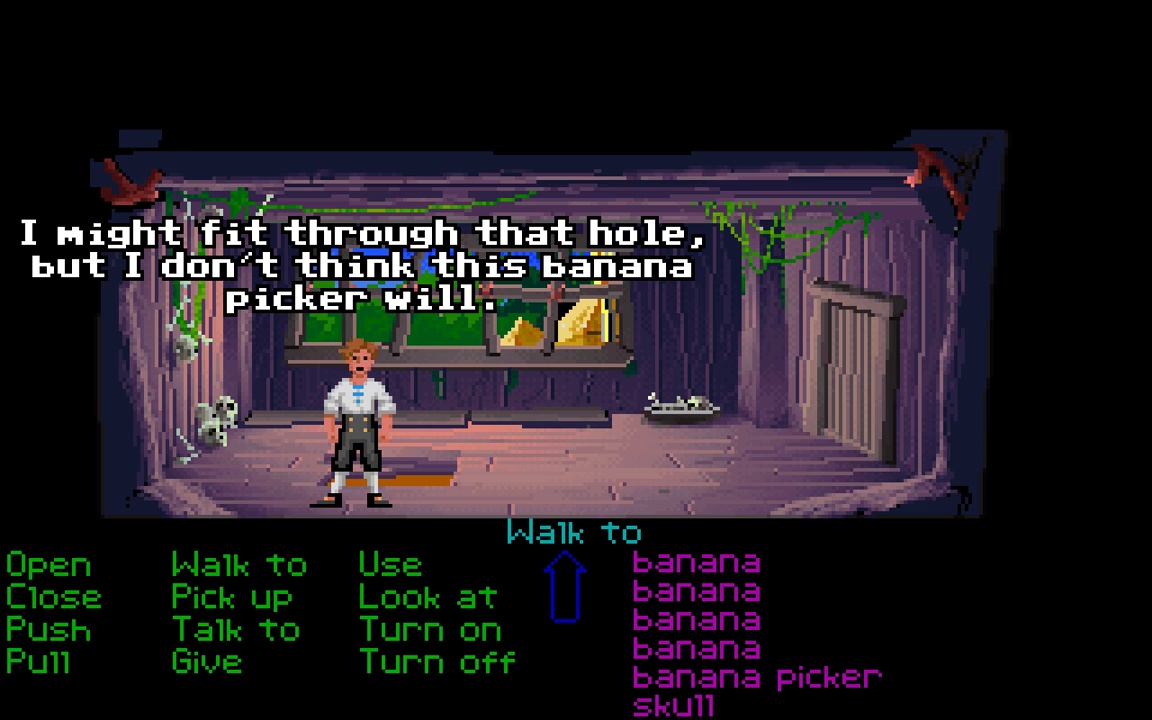 I might fit through that hole,
but I don't think this banana
picker will.
Walk to
Open Walk to Use banana
Close Pick up Look at banana
Push Talk to Turn on banana
Pull Give Turn off banana
banana picker
skull